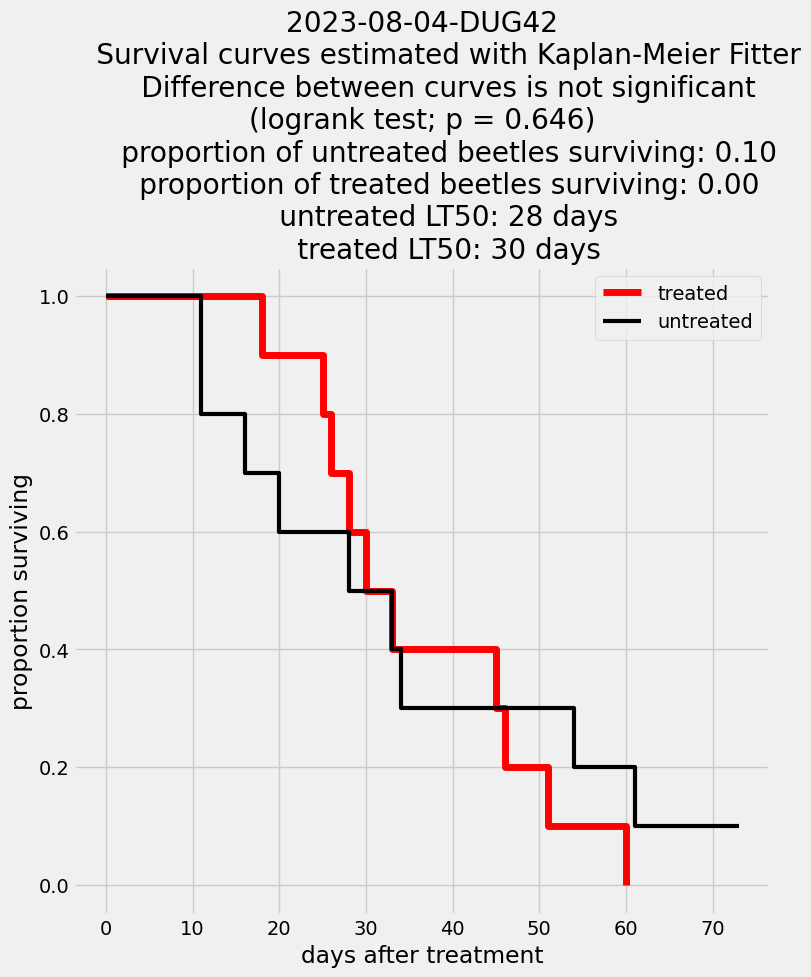 2023-08-04-DUG42
Survival curves estimated with Kaplan-Meier Fitter
Difference between curves is not significant
(logrank test; p = 0.646)
proportion of untreated beetles surviving: 0.10
proportion of treated beetles surviving: 0.00
untreated LT50: 28 days
treated LT50: 30 days
treated
untreated
proportion surviving
1.0
0.8
0.6
0.4
0.2
0.0
0 10 20 30 40 50 60 70
days after treatment